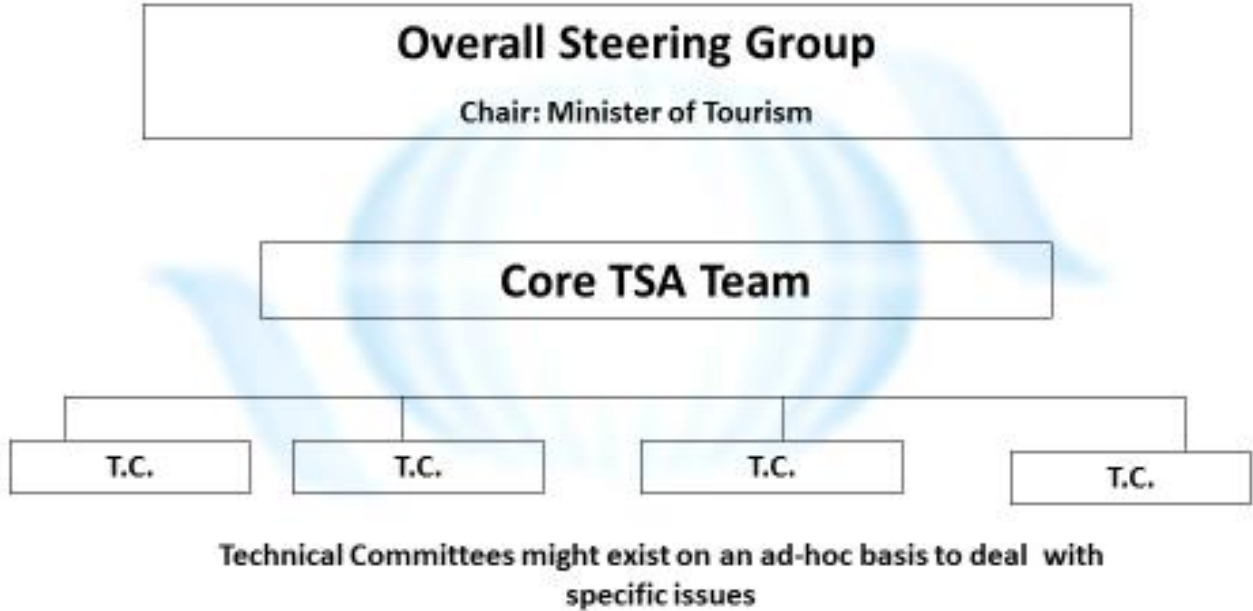 Overall Steering Group
Chair: Minister of Tourism
Core TSA Team
T.C.
T.C.
T.C.
T.C.
Technical Committees might exist on an ad-hoc basis to deal with
specific issues